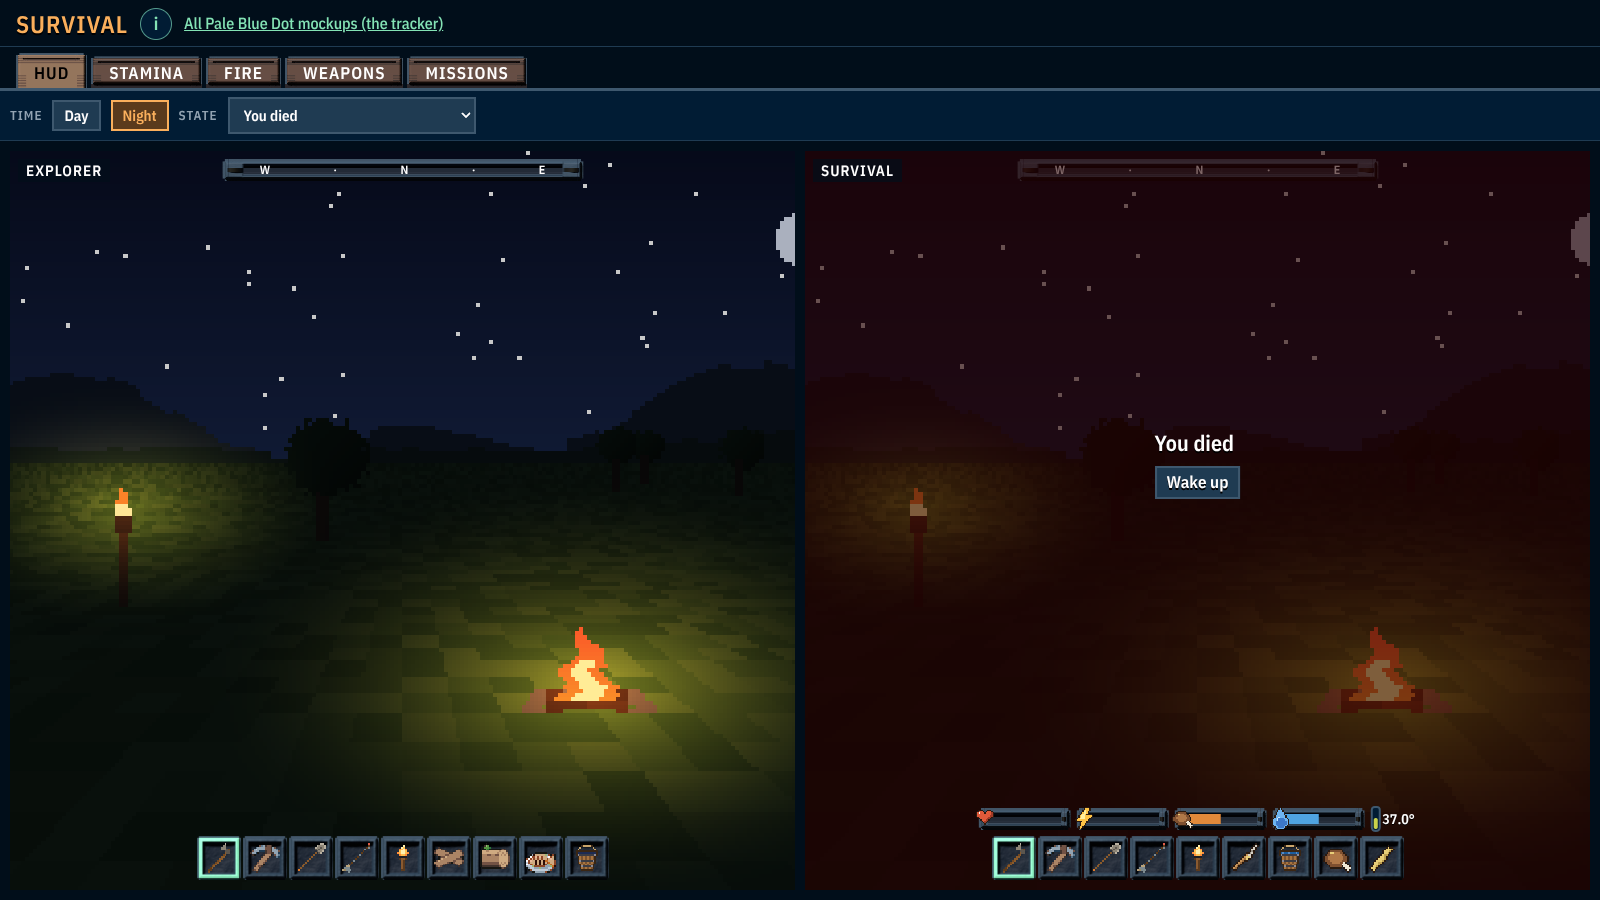 SURVIVAL i All Pale Blue Dot mockups (the tracker)
HUD STAMINA FIRE WEAPONS MISSIONS
TIME Day Night STATE You died
EXPLORER W · N · E
SURVIVAL W · N · E
You died
Wake up
37.0°